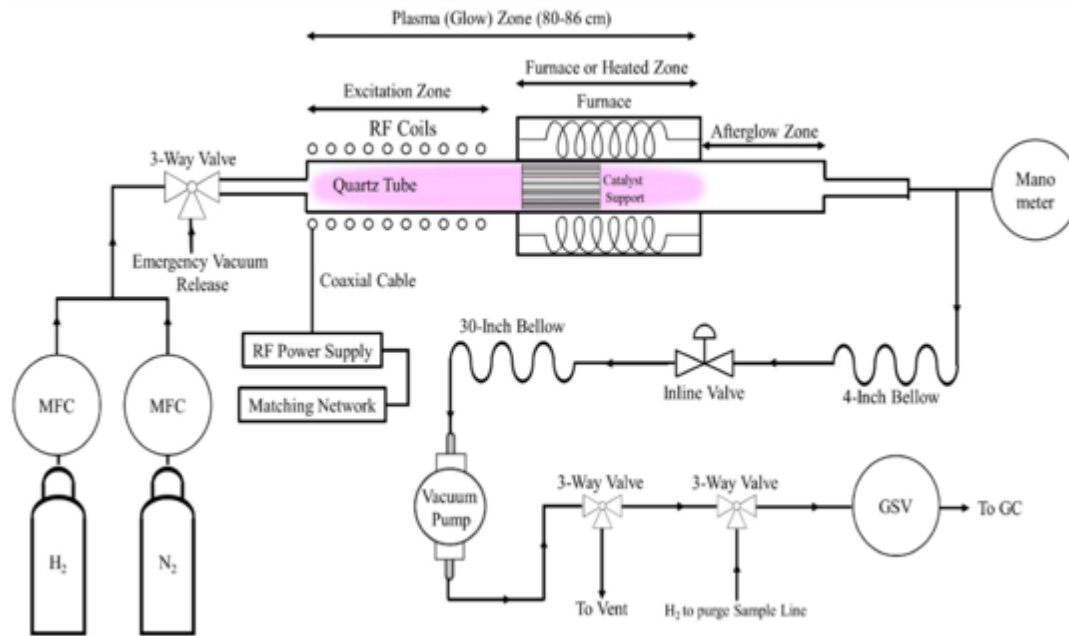 Plasma (Glow) Zone (80-86 cm)
Furnace or Heated Zone
Excitation Zone
Furnace
RF Coils
Afterglow Zone
3-Way Valve
Quartz Tube
Catalyst
Support
Mano
meter
Emergency Vacuum
Release
Coaxial Cable
30-Inch Bellow
RF Power Supply
Matching Network
Inline Valve
4-Inch Bellow
MFC
MFC
3-Way Valve
3-Way Valve
Vacuum
Pump
GSV
To GC
H₂
N₂
To Vent
H₂ to purge Sample Line